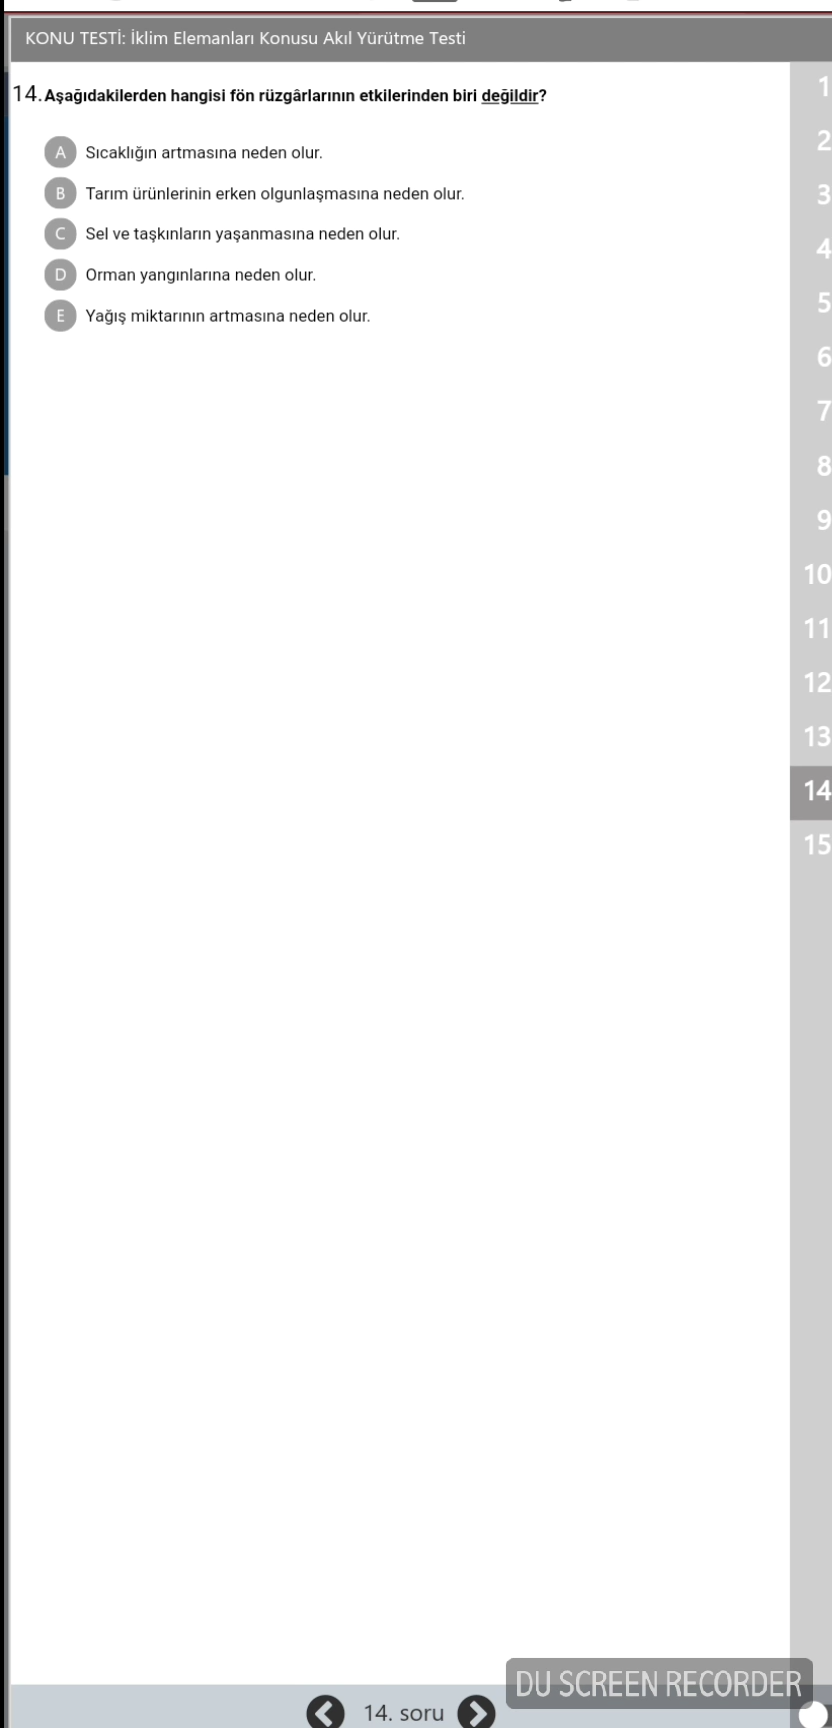 KONU TESTİ: İklim Elemanları Konusu Akıl Yürütme Testi
14. Aşağıdakilerden hangisi fön rüzgârlarının etkilerinden biri değildir?
A Sıcaklığın artmasına neden olur.
B Tarım ürünlerinin erken olgunlaşmasına neden olur.
C Sel ve taşkınların yaşanmasına neden olur.
D Orman yangınlarına neden olur.
E Yağış miktarının artmasına neden olur.
1
2
3
4
5
6
7
8
9
10
11
12
13
14
15
DU SCREEN RECORDER
14. soru